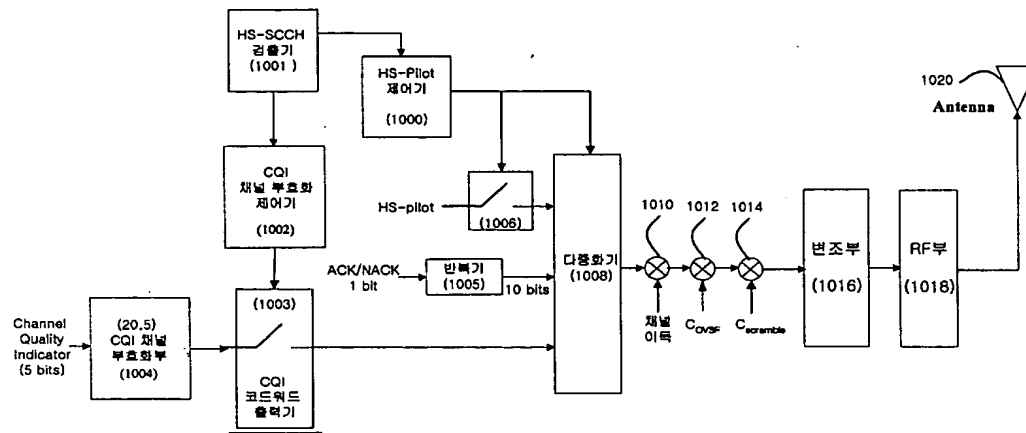 HS-SCCH
검출기
(1001 )
HS-Pilot
제어기
(1000)
1020
Antenna
CQI
채널 부호화
제어기
(1002)
HS-pilot
(1006)
다중화기
(1008)
1010
1012
1014
변조부
(1016)
RF부
(1018)
ACK/NACK
1 bit
반복기
(1005)
10 bits
채널
이득
COVSF
Cscramble
Channel
Quality
Indicator
(5 bits)
(20,5)
CQI 채널
부호화부
(1004)
(1003)
CQI
코드워드
출력기